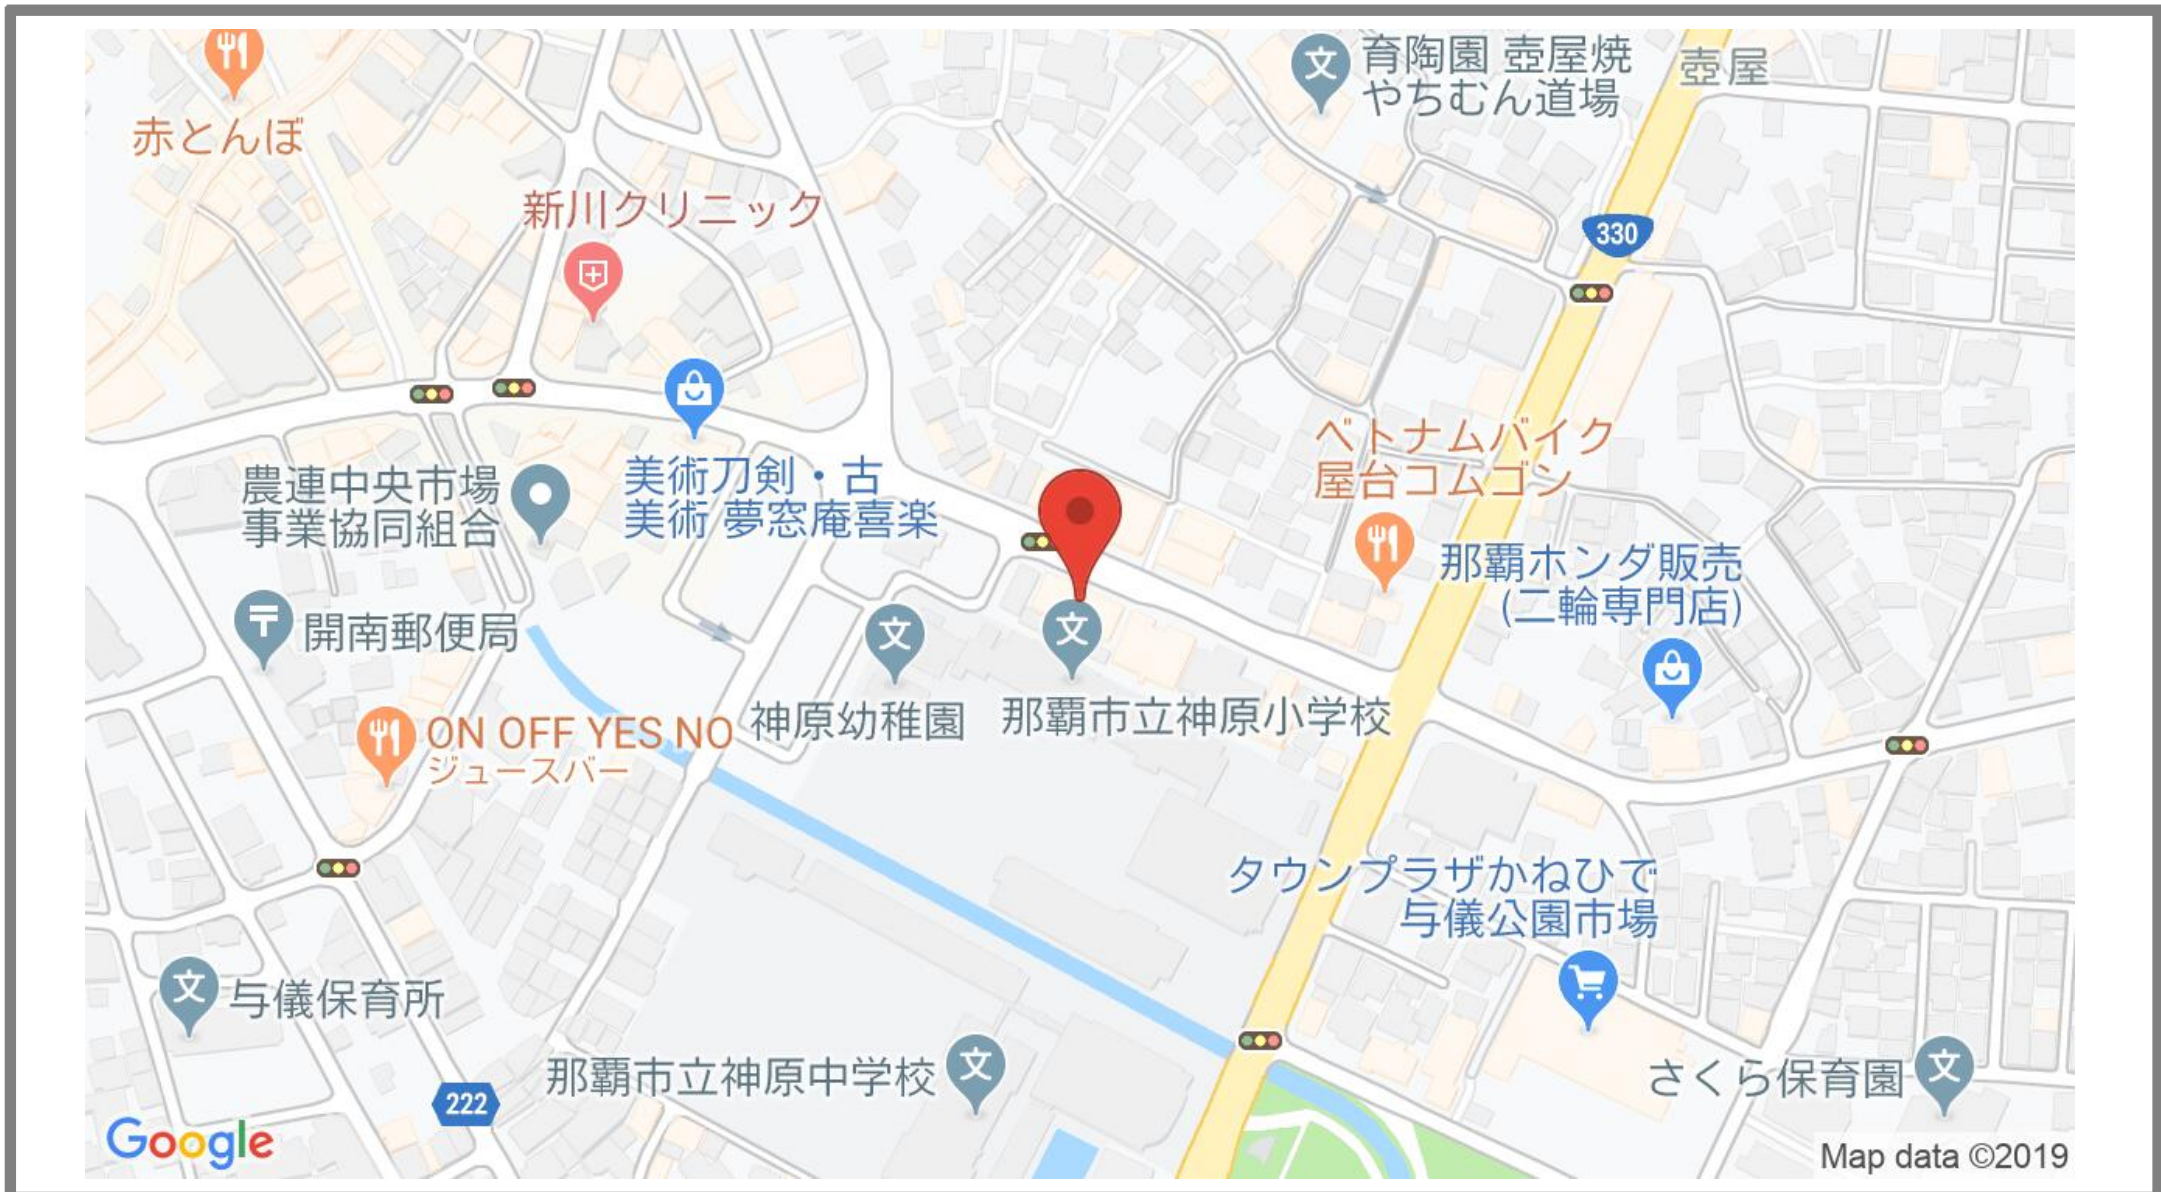 育陶園 壺屋焼
やちむん道場
壺屋
赤とんぼ
新川クリニック
330
ベトナムバイク
屋台コムゴン
農連中央市場
事業協同組合
美術刀剣・古
美術 夢窓庵喜楽
那覇ホンダ販売
(二輪専門店)
開南郵便局
神原幼稚園
那覇市立神原小学校
ON OFF YES NO
ジュースバー
タウンプラザかねひで
与儀公園市場
与儀保育所
那覇市立神原中学校
さくら保育園
222
Google
Map data ©2019